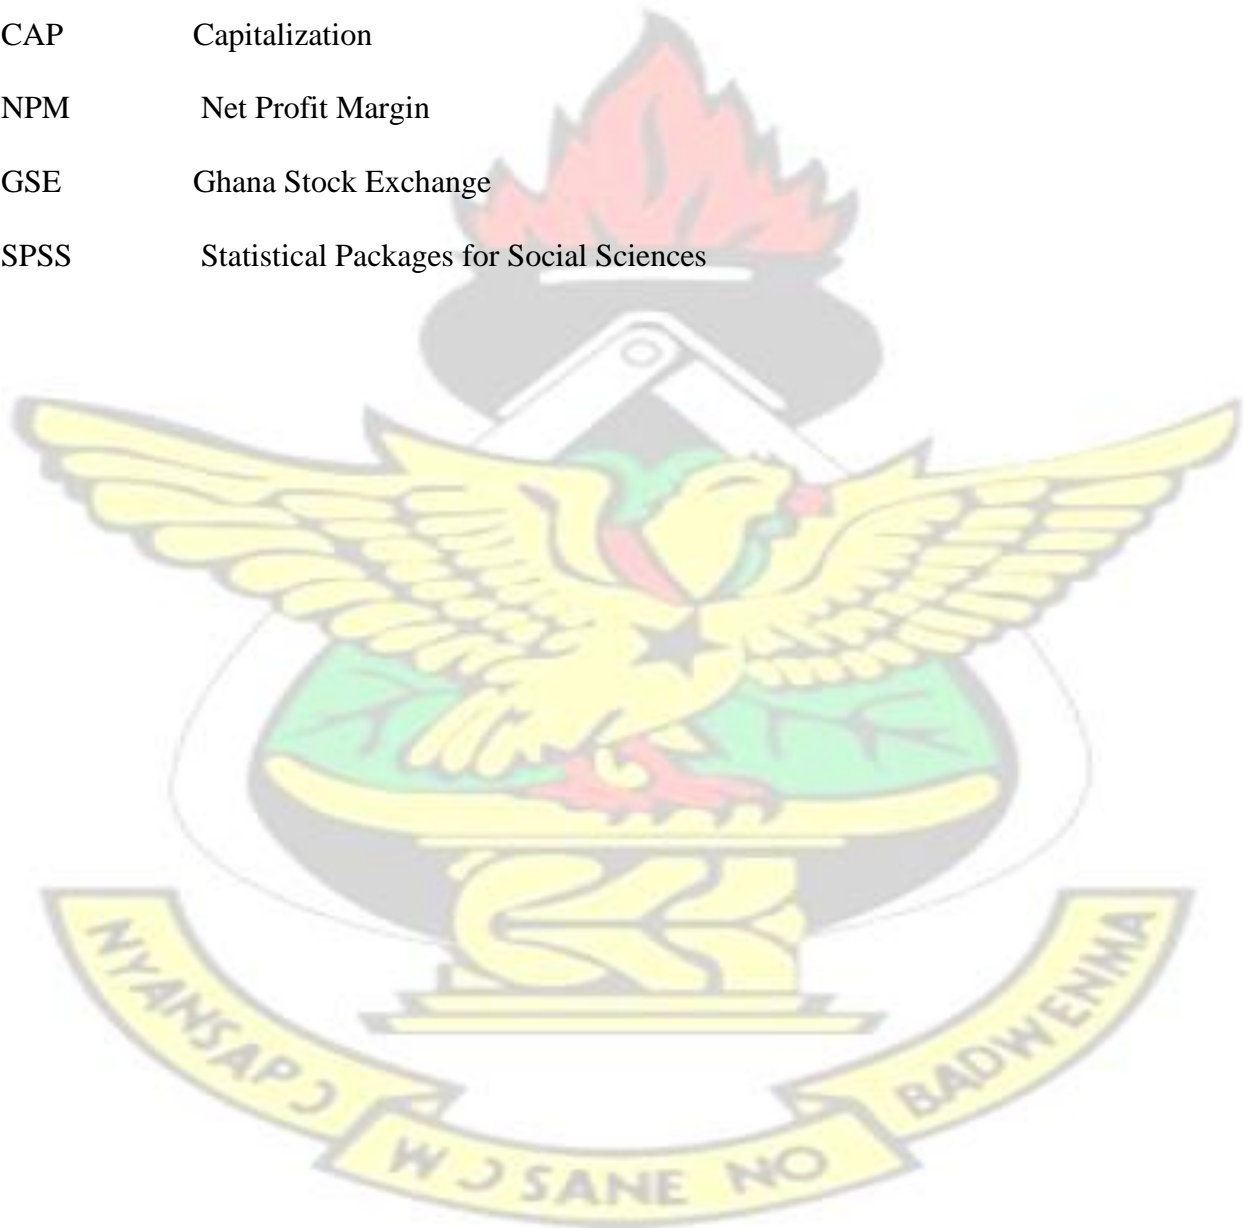 CAP Capitalization
NPM Net Profit Margin
GSE Ghana Stock Exchange
SPSS Statistical Packages for Social Sciences
NYANSAPƆ WƆSANE NO BADWENMA